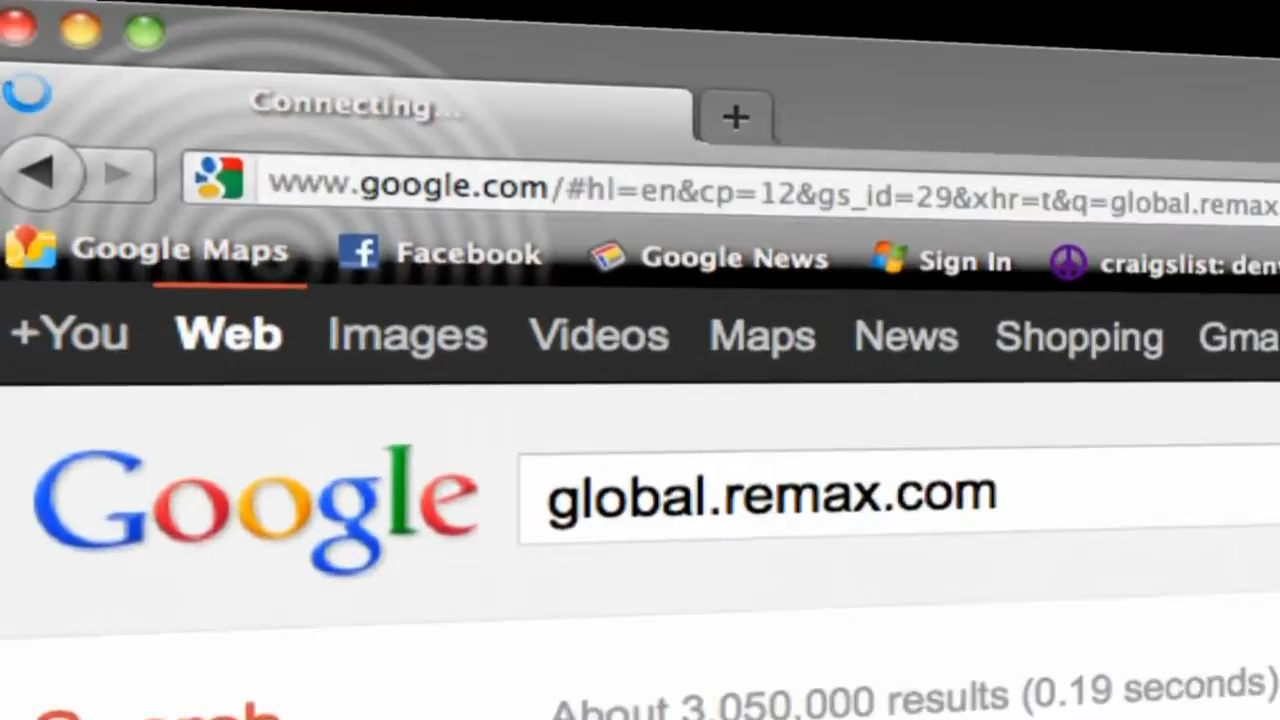 Connecting...
www.google.com/#hl=en&cp=12&gs_id=29&xhr=t&q=global.remax
Google Maps Facebook Google News Sign In craigslist: den
+You Web Images Videos Maps News Shopping Gma
Google global.remax.com
Search About 3,050,000 results (0.19 seconds)